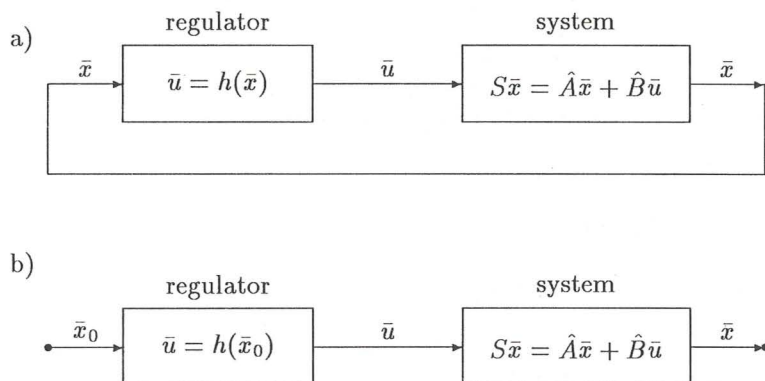 a)
regulator
system
x̄
ū = h(x̄)
ū
Sx̄ = Âx̄ + B̂ū
x̄
b)
regulator
system
x̄₀
ū = h(x̄₀)
ū
Sx̄ = Âx̄ + B̂ū
x̄